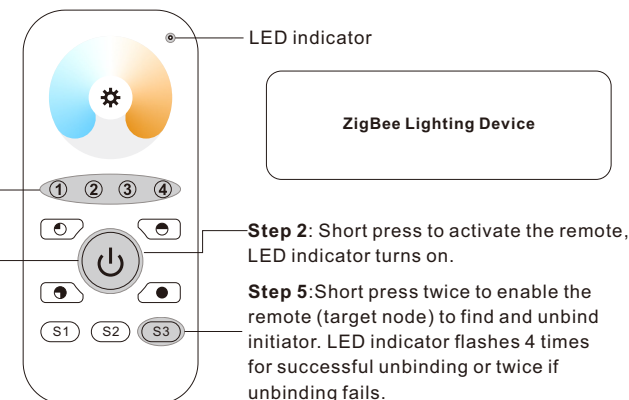 LED indicator
ZigBee Lighting Device
1 2 3 4
Step 2: Short press to activate the remote,
LED indicator turns on.
Step 5:Short press twice to enable the
remote (target node) to find and unbind
initiator. LED indicator flashes 4 times
for successful unbinding or twice if
unbinding fails.
S1 S2 S3